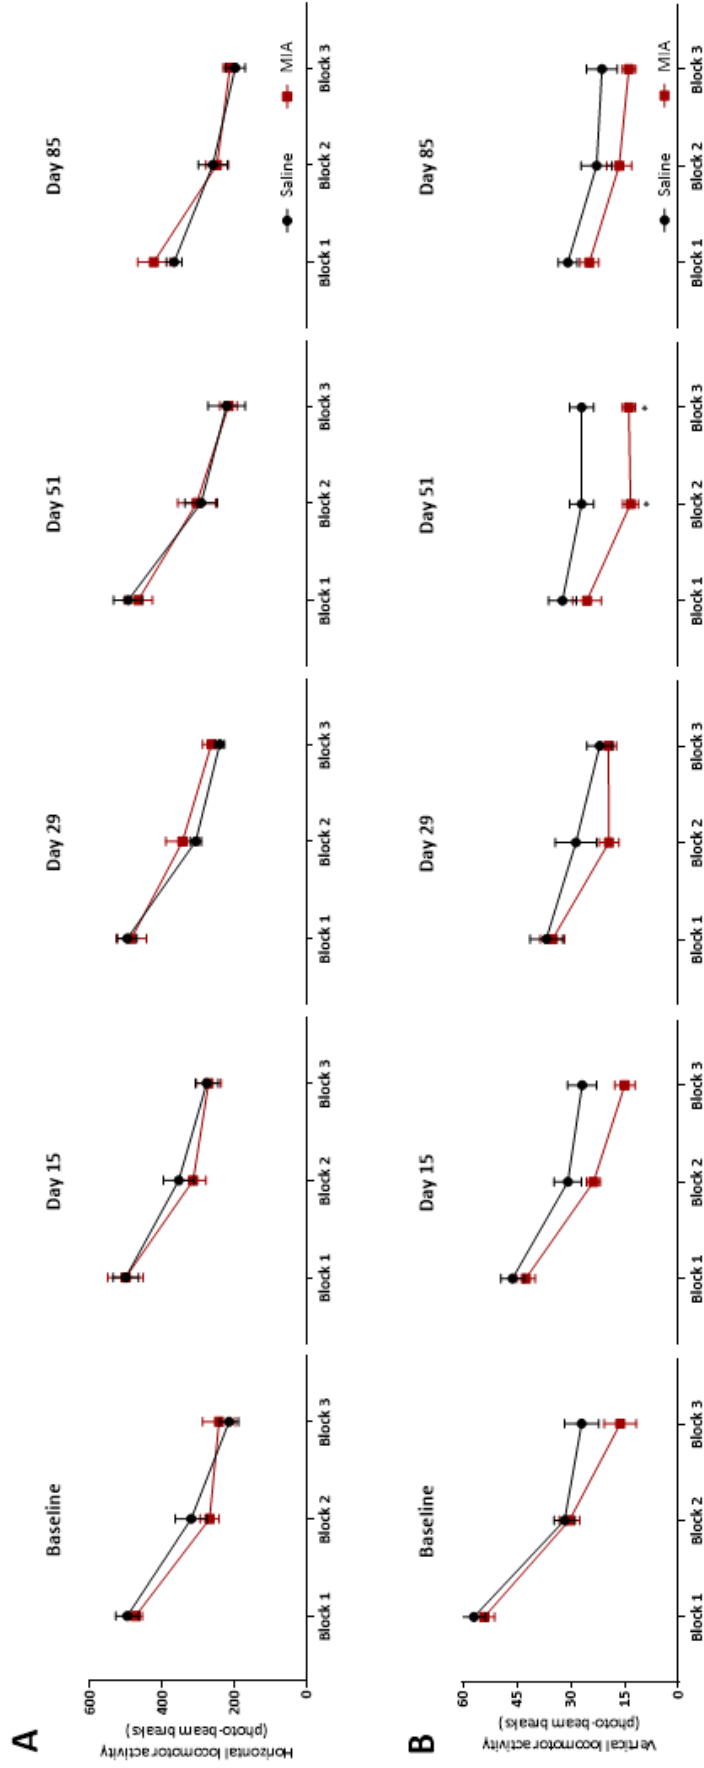 A
Baseline
Day 15
Day 29
Day 51
Day 85
Horizontal locomotor activity
(photo-beam breaks)
600
400
200
0
Block 1
Block 2
Block 3
Block 1
Block 2
Block 3
Block 1
Block 2
Block 3
Block 1
Block 2
Block 3
Block 1
Block 2
Block 3
Saline
MIA
B
Baseline
Day 15
Day 29
Day 51
Day 85
Vertical locomotor activity
(photo-beam breaks)
60
45
30
15
0
*
*
Block 1
Block 2
Block 3
Block 1
Block 2
Block 3
Block 1
Block 2
Block 3
Block 1
Block 2
Block 3
Block 1
Block 2
Block 3
Saline
MIA